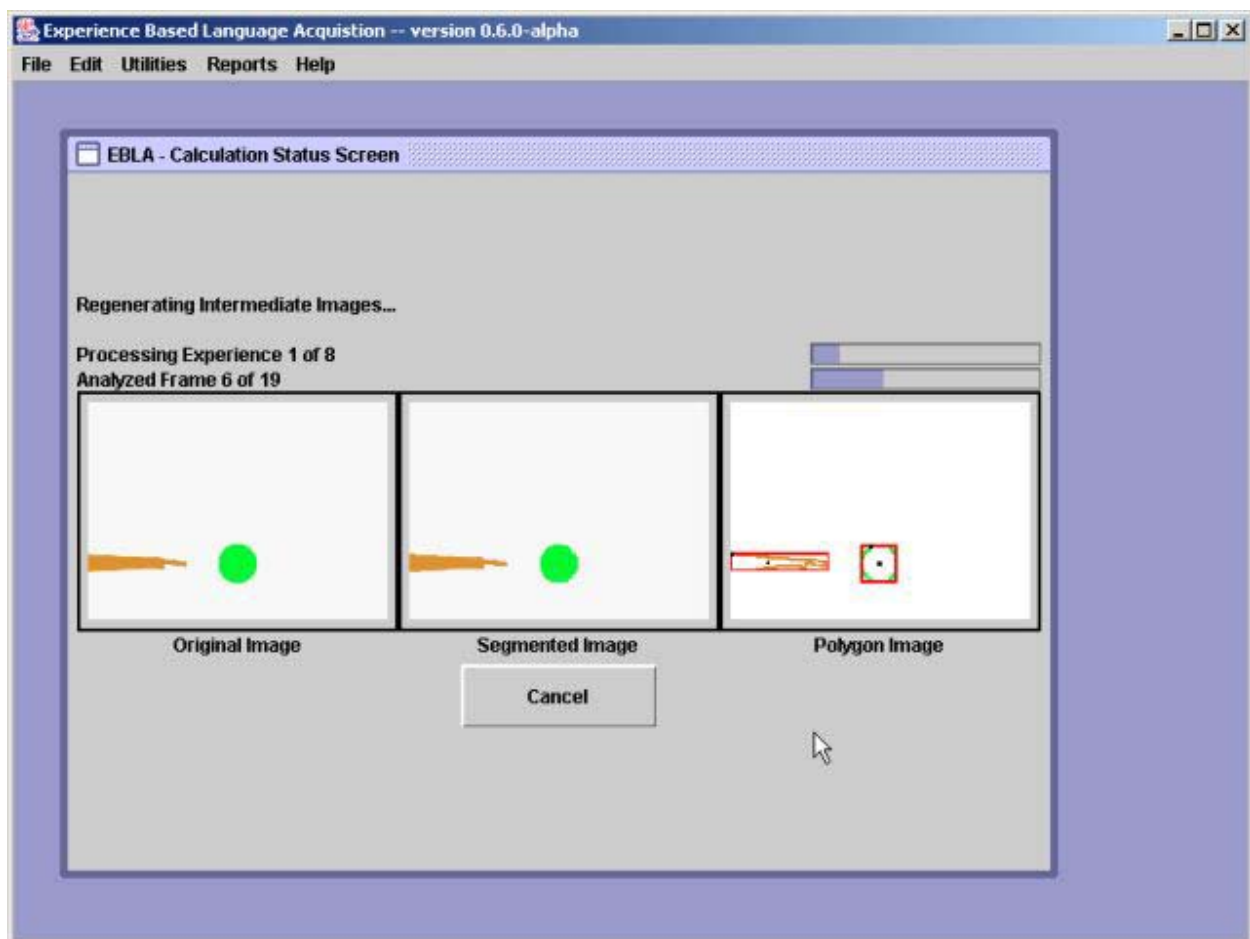 Experience Based Language Acquistion -- version 0.6.0-alpha
File Edit Utilities Reports Help
EBLA - Calculation Status Screen
Regenerating Intermediate Images...
Processing Experience 1 of 8
Analyzed Frame 6 of 19
Original Image Segmented Image Polygon Image
Cancel